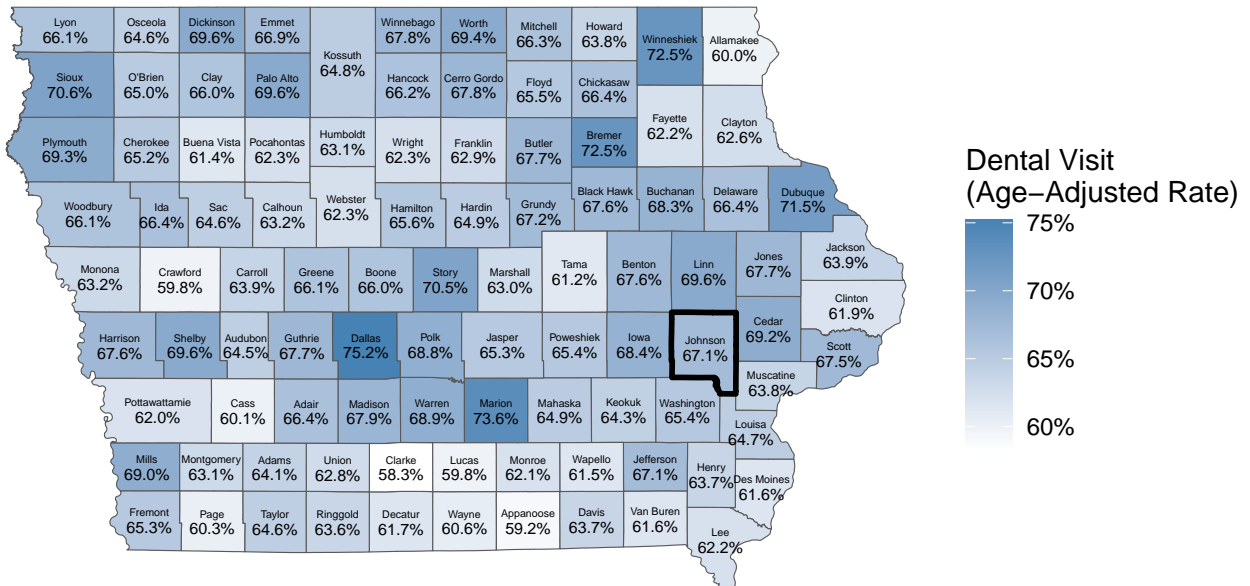 Lyon
66.1%
Osceola
64.6%
Dickinson
69.6%
Emmet
66.9%
Kossuth
64.8%
Winnebago
67.8%
Worth
69.4%
Mitchell
66.3%
Howard
63.8%
Winneshiek
72.5%
Allamakee
60.0%
Sioux
70.6%
O'Brien
65.0%
Clay
66.0%
Palo Alto
69.6%
Hancock
66.2%
Cerro Gordo
67.8%
Floyd
65.5%
Chickasaw
66.4%
Fayette
62.2%
Clayton
62.6%
Plymouth
69.3%
Cherokee
65.2%
Buena Vista
61.4%
Pocahontas
62.3%
Humboldt
63.1%
Wright
62.3%
Franklin
62.9%
Butler
67.7%
Bremer
72.5%
Woodbury
66.1%
Ida
66.4%
Sac
64.6%
Calhoun
63.2%
Webster
62.3%
Hamilton
65.6%
Hardin
64.9%
Grundy
67.2%
Black Hawk
67.6%
Buchanan
68.3%
Delaware
66.4%
Dubuque
71.5%
Monona
63.2%
Crawford
59.8%
Carroll
63.9%
Greene
66.1%
Boone
66.0%
Story
70.5%
Marshall
63.0%
Tama
61.2%
Benton
67.6%
Linn
69.6%
Jones
67.7%
Jackson
63.9%
Clinton
61.9%
Harrison
67.6%
Shelby
69.6%
Audubon
64.5%
Guthrie
67.7%
Dallas
75.2%
Polk
68.8%
Jasper
65.3%
Poweshiek
65.4%
Iowa
68.4%
Johnson
67.1%
Cedar
69.2%
Scott
67.5%
Muscatine
63.8%
Pottawattamie
62.0%
Cass
60.1%
Adair
66.4%
Madison
67.9%
Warren
68.9%
Marion
73.6%
Mahaska
64.9%
Keokuk
64.3%
Washington
65.4%
Louisa
64.7%
Mills
69.0%
Montgomery
63.1%
Adams
64.1%
Union
62.8%
Clarke
58.3%
Lucas
59.8%
Monroe
62.1%
Wapello
61.5%
Jefferson
67.1%
Henry
63.7%
Des Moines
61.6%
Fremont
65.3%
Page
60.3%
Taylor
64.6%
Ringgold
63.6%
Decatur
61.7%
Wayne
60.6%
Appanoose
59.2%
Davis
63.7%
Van Buren
61.6%
Lee
62.2%
Dental Visit
(Age−Adjusted Rate)
75%
70%
65%
60%